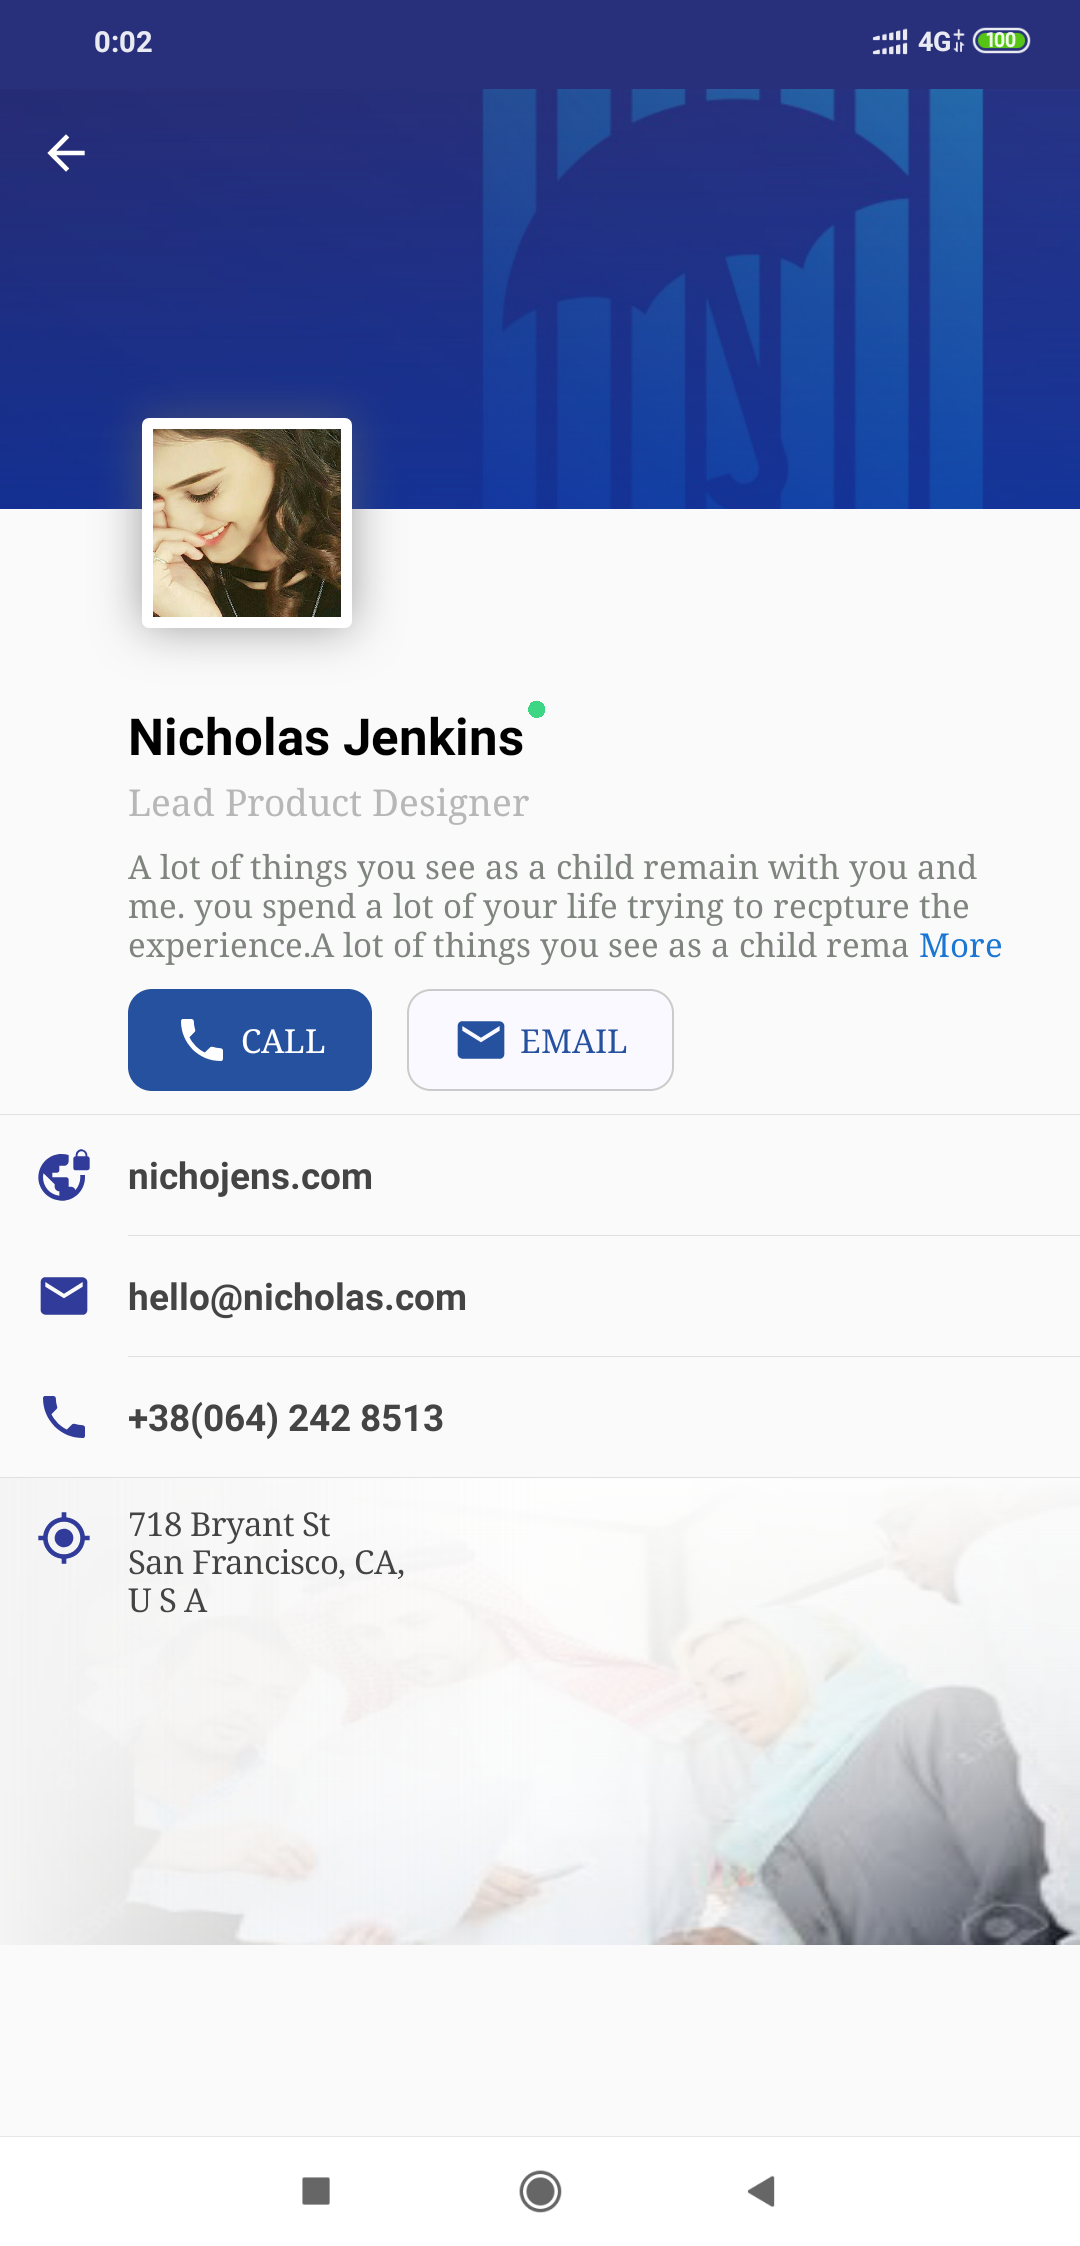 0:02
4G
100
Nicholas Jenkins
Lead Product Designer
A lot of things you see as a child remain with you and
me. you spend a lot of your life trying to recpture the
experience.A lot of things you see as a child rema More
CALL
EMAIL
nichojens.com
hello@nicholas.com
+38(064) 242 8513
718 Bryant St
San Francisco, CA,
U S A